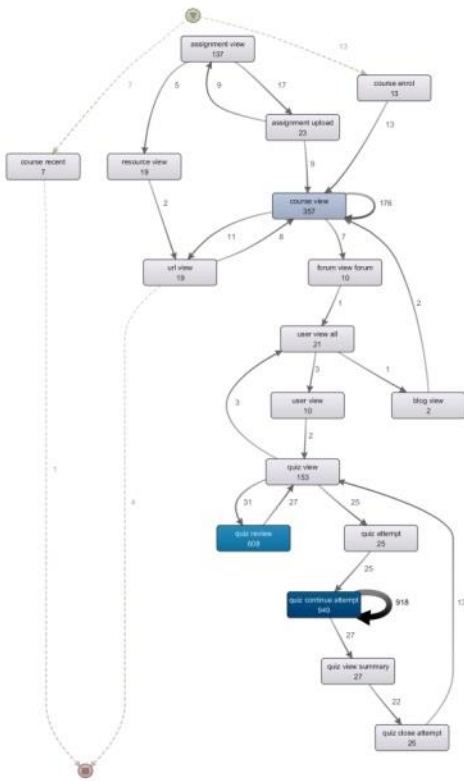 assignment view
157
13
7
5
9
17
course enrol
13
assignment upload
23
13
course recent
7
resource view
19
9
2
course view
357
176
11
8
7
url view
19
forum view forum
10
1
2
user view all
21
3
1
3
user view
10
blog view
2
2
1
4
quiz view
153
31
27
25
quiz review
608
quiz attempt
25
25
quiz continue attempt
940
918
13
27
quiz view summary
27
22
quiz close attempt
25